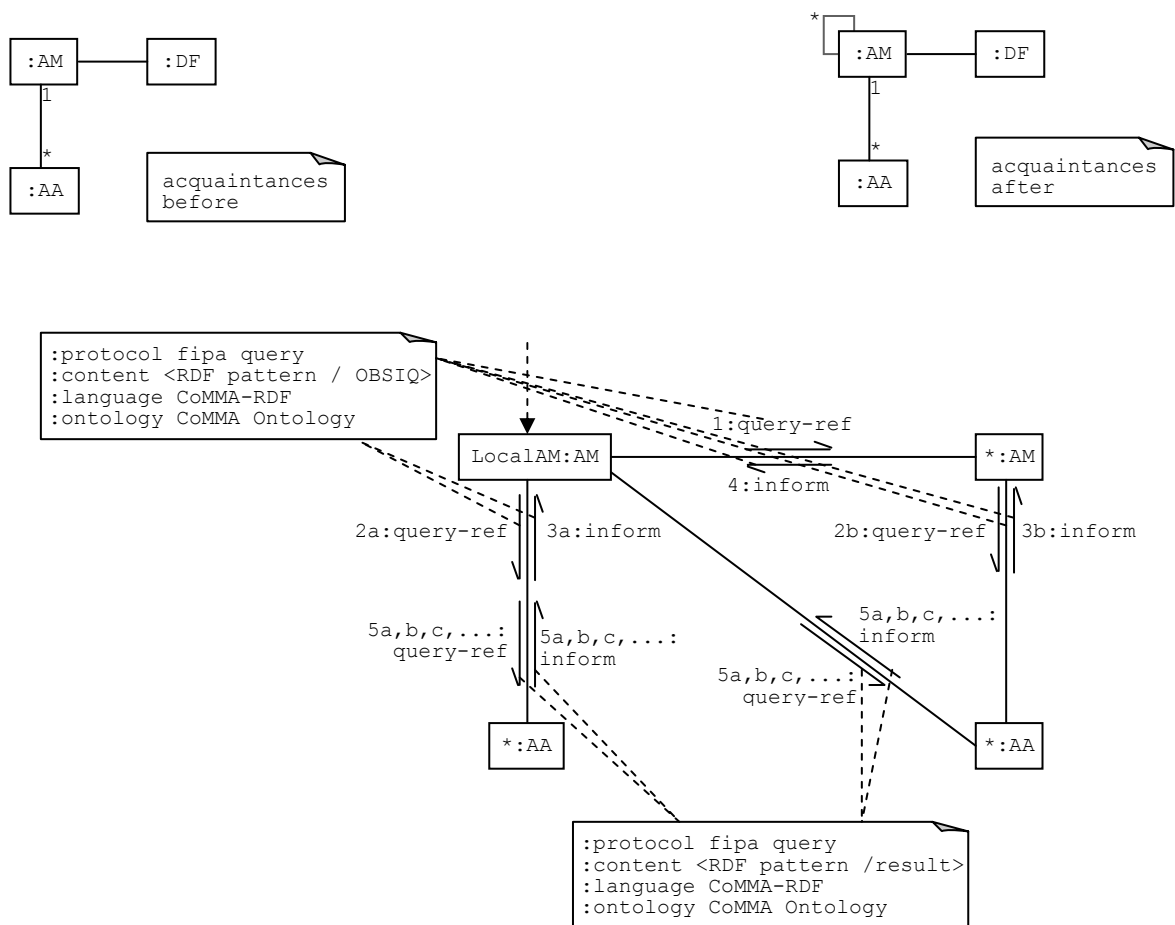 *
:AM
:DF
:AM
:DF
1
1
*
*
:AA
:AA
acquaintances
before
acquaintances
after
:protocol fipa query
:content <RDF pattern / OBSIQ>
:language CoMMA-RDF
:ontology CoMMA Ontology
1:query-ref
LocalAM:AM
*:AM
4:inform
2a:query-ref
3a:inform
2b:query-ref
3b:inform
5a,b,c,...:
query-ref
5a,b,c,...:
inform
5a,b,c,...:
inform
5a,b,c,...:
query-ref
*:AA
*:AA
:protocol fipa query
:content <RDF pattern /result>
:language CoMMA-RDF
:ontology CoMMA Ontology